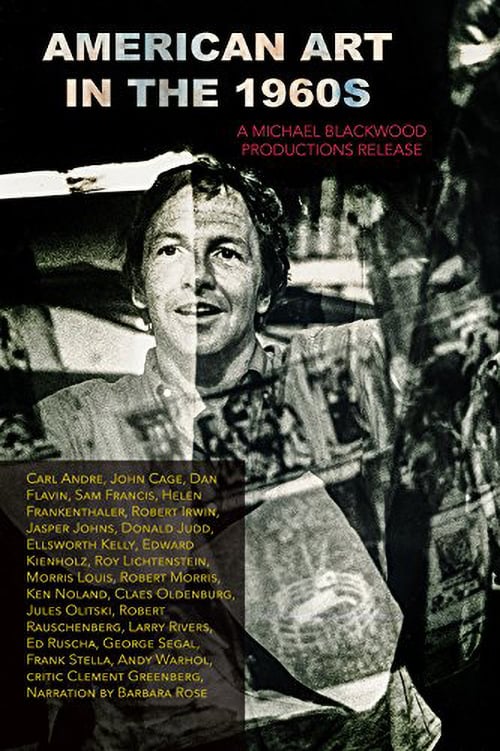 AMERICAN ART
IN THE 1960S
A MICHAEL BLACKWOOD
PRODUCTIONS RELEASE
CARL ANDRE, JOHN CAGE, DAN
FLAVIN, SAM FRANCIS, HELEN
FRANKENTHALER, ROBERT IRWIN,
JASPER JOHNS, DONALD JUDD,
ELLSWORTH KELLY, EDWARD
KIENHOLZ, ROY LICHTENSTEIN,
MORRIS LOUIS, ROBERT MORRIS,
KEN NOLAND, CLAES OLDENBURG,
JULES OLITSKI, ROBERT
RAUSCHENBERG, LARRY RIVERS,
ED RUSCHA, GEORGE SEGAL,
FRANK STELLA, ANDY WARHOL,
CRITIC CLEMENT GREENBERG,
NARRATION BY BARBARA ROSE